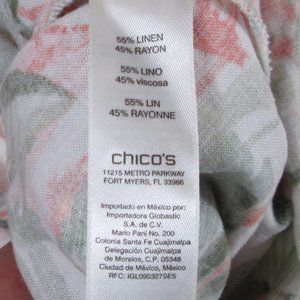 55% LINEN
45% RAYON
55% LINO
45% viscosa
55% LIN
45% RAYONNE
chico's
11215 METRO PARKWAY
FORT MYERS, FL 33966
Importado en México por:
Importadora Globastic
S.A. de C.V.
Mario Pani No. 200
Colonia Santa Fe Cuajimalpa
Delegación Cuajimalpa
de Morelos, C.P. 05348
Ciudad de México, México
RFC: IGL090327SE5